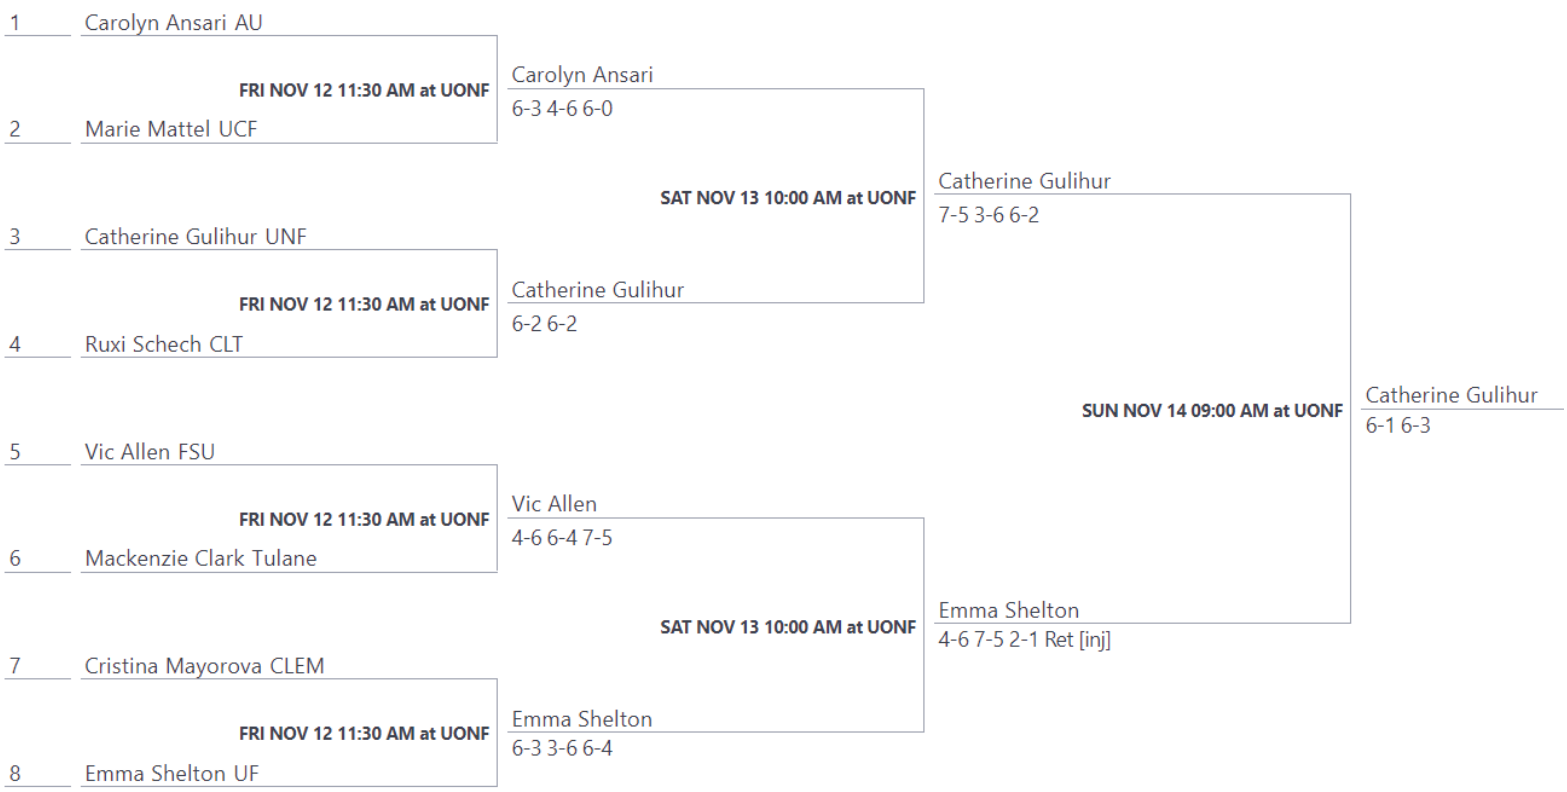 1 Carolyn Ansari AU
FRI NOV 12 11:30 AM at UONF
2 Marie Mattel UCF
Carolyn Ansari
6-3 4-6 6-0
3 Catherine Gulihur UNF
FRI NOV 12 11:30 AM at UONF
4 Ruxi Schech CLT
Catherine Gulihur
6-2 6-2
SAT NOV 13 10:00 AM at UONF
Catherine Gulihur
7-5 3-6 6-2
5 Vic Allen FSU
FRI NOV 12 11:30 AM at UONF
6 Mackenzie Clark Tulane
Vic Allen
4-6 6-4 7-5
7 Cristina Mayorova CLEM
FRI NOV 12 11:30 AM at UONF
8 Emma Shelton UF
Emma Shelton
6-3 3-6 6-4
SAT NOV 13 10:00 AM at UONF
Emma Shelton
4-6 7-5 2-1 Ret [inj]
SUN NOV 14 09:00 AM at UONF
Catherine Gulihur
6-1 6-3